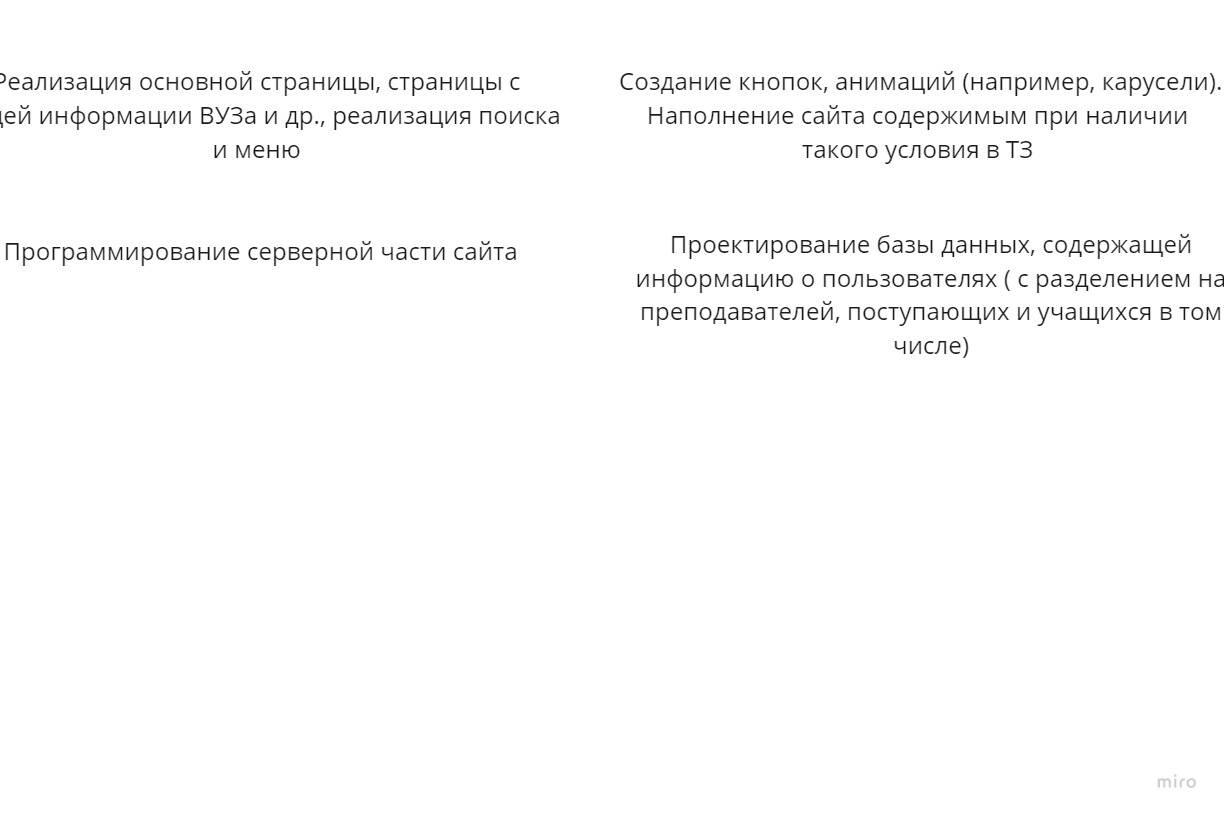 Реализация основной страницы, страницы с
информации ВУЗа и др., реализация поиска
и меню
Создание кнопок, анимаций (например, карусели).
Наполнение сайта содержимым при наличии
такого условия в ТЗ
Программирование серверной части сайта
Проектирование базы данных, содержащей
информацию о пользователях ( с разделением на
преподавателей, поступающих и учащихся в том
числе)
miro